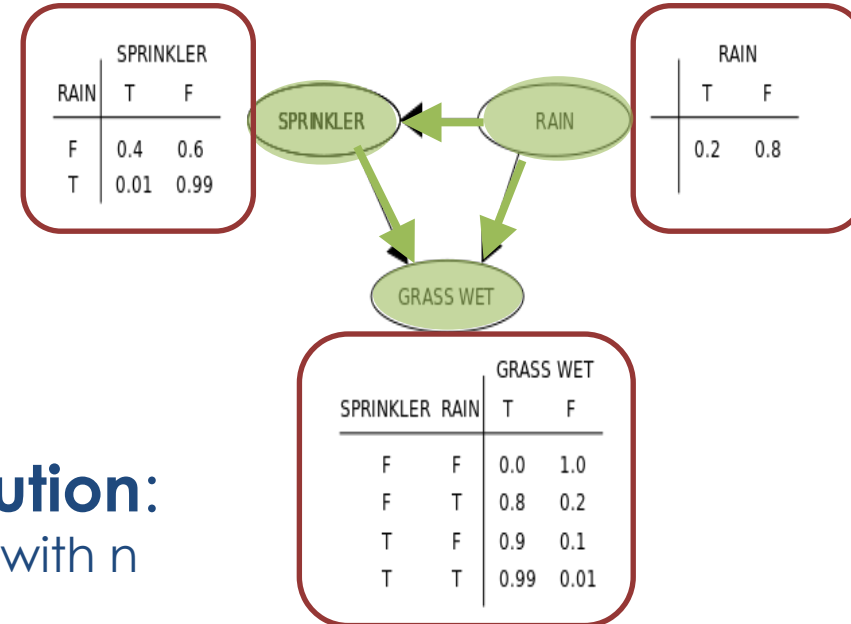 SPRINKLER
RAIN T F
F 0.4 0.6
T 0.01 0.99
SPRINKLER
RAIN
RAIN
T F
0.2 0.8
GRASS WET
GRASS WET
SPRINKLER RAIN T F
F F 0.0 1.0
F T 0.8 0.2
T F 0.9 0.1
T T 0.99 0.01
ution:
with n